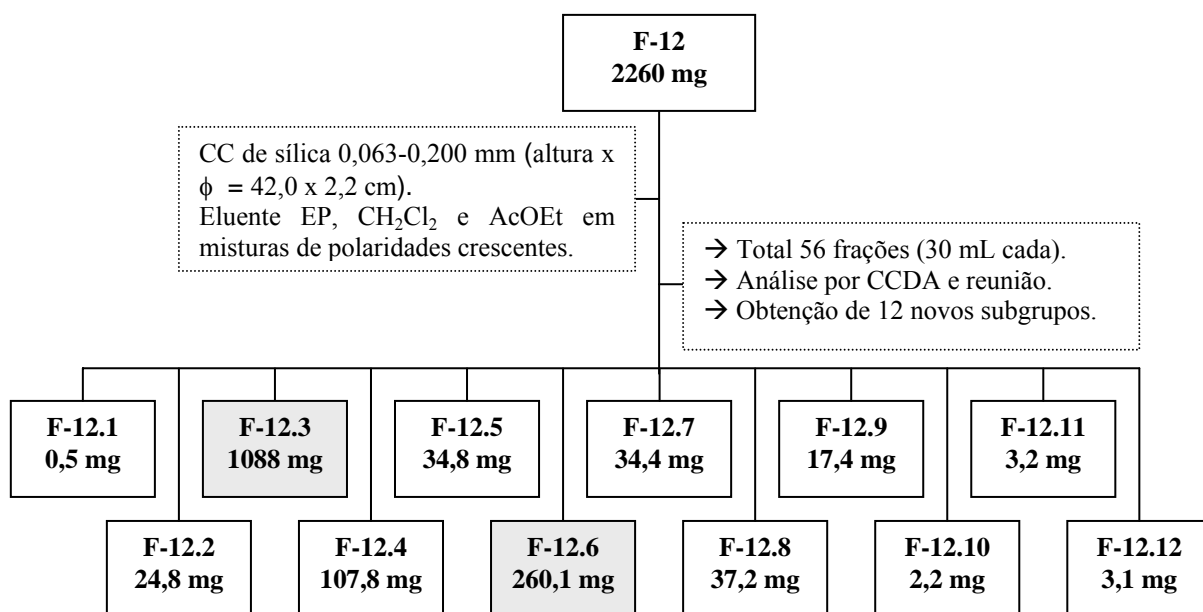 F-12
2260 mg
CC de sílica 0,063-0,200 mm (altura x
ϕ = 42,0 x 2,2 cm).
Eluente EP, CH₂Cl₂ e AcOEt em
misturas de polaridades crescentes.
→ Total 56 frações (30 mL cada).
→ Análise por CCDA e reunião.
→ Obtenção de 12 novos subgrupos.
F-12.1
0,5 mg
F-12.3
1088 mg
F-12.5
34,8 mg
F-12.7
34,4 mg
F-12.9
17,4 mg
F-12.11
3,2 mg
F-12.2
24,8 mg
F-12.4
107,8 mg
F-12.6
260,1 mg
F-12.8
37,2 mg
F-12.10
2,2 mg
F-12.12
3,1 mg